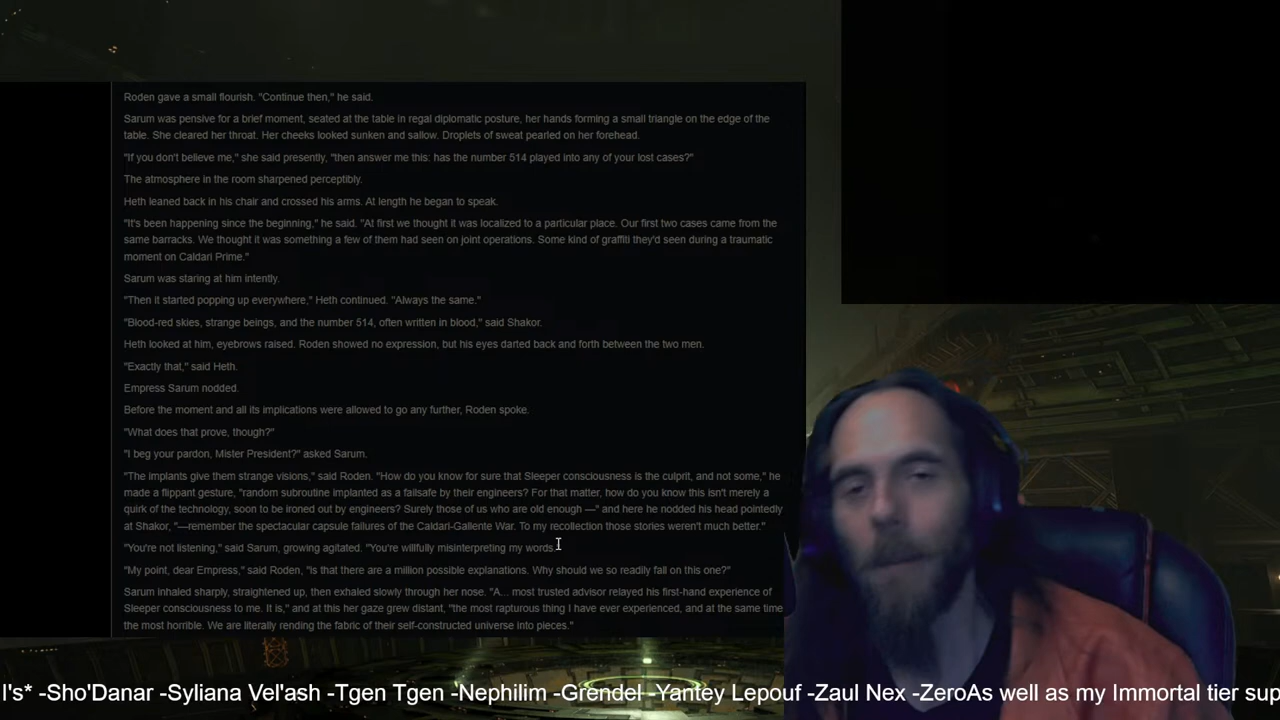 Roden gave a small flourish. "Continue then," he said.
Sarum was pensive for a brief moment, seated at the table in regal diplomatic posture, her hands forming a small triangle on the edge of the
table. She cleared her throat. Her cheeks looked sunken and sallow. Droplets of sweat pearled on her forehead.
"If you don't believe me," she said presently, "then answer me this: has the number 514 played into any of your lost cases?"
The atmosphere in the room sharpened perceptibly.
Heth leaned back in his chair and crossed his arms. At length he began to speak.
"It's been happening since the beginning," he said. "At first we thought it was localized to a particular place. Our first two cases came from the
same barracks. We thought it was something a few of them had seen on joint operations. Some kind of graffiti they'd seen during a traumatic
moment on Caldari Prime."
Sarum was staring at him intently.
"Then it started popping up everywhere," Heth continued. "Always the same."
"Blood-red skies, strange beings, and the number 514, often written in blood," said Shakor.
Heth looked at him, eyebrows raised. Roden showed no expression, but his eyes darted back and forth between the two men.
"Exactly that," said Heth.
Empress Sarum nodded.
Before the moment and all its implications were allowed to go any further, Roden spoke.
"What does that prove, though?"
"I beg your pardon, Mister President?" asked Sarum.
"The implants give them strange visions," said Roden. "How do you know for sure that Sleeper consciousness is the culprit, and not some," he
made a flippant gesture, "random subroutine implanted as a failsafe by their engineers? For that matter, how do you know this isn't merely a
quirk of the technology, soon to be ironed out by engineers? Surely those of us who are old enough —" and here he nodded his head pointedly
at Shakor, "—remember the spectacular capsule failures of the Caldari-Gallente War. To my recollection those stories weren't much better."
"You're not listening," said Sarum, growing agitated. "You're willfully misinterpreting my words."
"My point, dear Empress," said Roden, "is that there are a million possible explanations. Why should we so readily fall on this one?"
Sarum inhaled sharply, straightened up, then exhaled slowly through her nose. "A... most trusted advisor relayed his first-hand experience of
Sleeper consciousness to me. It is," and at this her gaze grew distant, "the most rapturous thing I have ever experienced, and at the same time
the most horrible. We are literally rending the fabric of their self-constructed universe into pieces."
l's* -Sho'Danar -Syliana Vel'ash -Tgen Tgen -Nephilim -Grendel -Yantey Lepouf -Zaul Nex -ZeroAs well as my Immortal tier sup